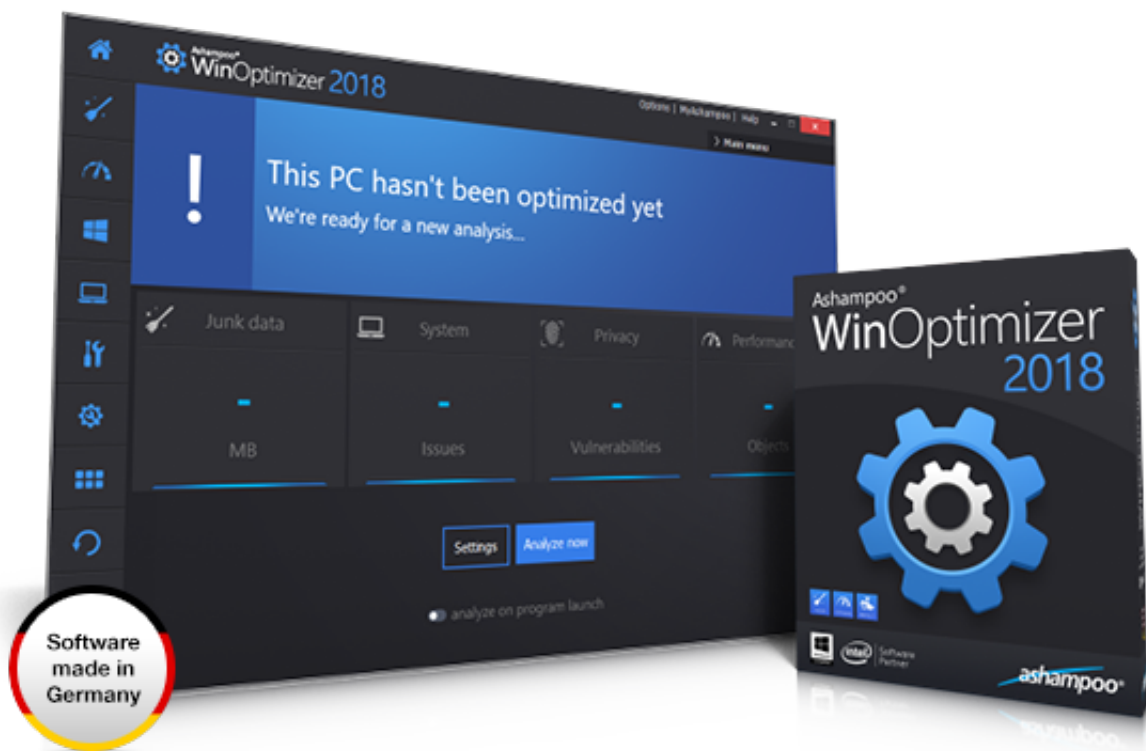 Ashampoo®
WinOptimizer 2018
Options | MyAshampoo | Help
> Main menu
!
This PC hasn't been optimized yet
We're ready for a new analysis...
Junk data
System
Privacy
Performanc
-
-
-
-
MB
Issues
Vulnerabilities
Objects
Settings
Analyze now
analyze on program launch
Software
made in
Germany
Ashampoo®
WinOptimizer
2018
intel
Software
Partner
ashampoo®